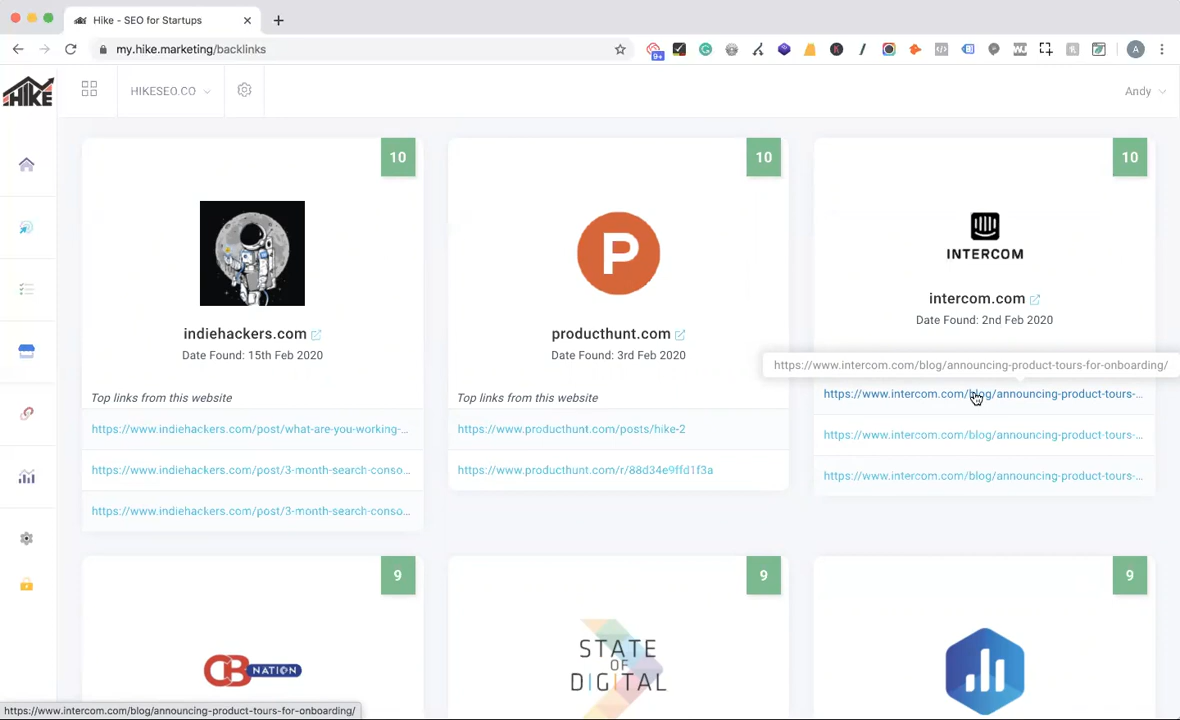 Hike - SEO for Startups
my.hike.marketing/backlinks
9+
A
HIKE
HIKESEO.CO
Andy
10
10
10
P
INTERCOM
intercom.com
Date Found: 2nd Feb 2020
indiehackers.com
producthunt.com
Date Found: 15th Feb 2020
Date Found: 3rd Feb 2020
https://www.intercom.com/blog/announcing-product-tours-for-onboarding/
Top links from this website
Top links from this website
https://www.intercom.com/blog/announcing-product-tours-...
https://www.indiehackers.com/post/what-are-you-working-...
https://www.producthunt.com/posts/hike-2
https://www.intercom.com/blog/announcing-product-tours-...
https://www.indiehackers.com/post/3-month-search-conso...
https://www.producthunt.com/r/88d34e9ffd1f3a
https://www.intercom.com/blog/announcing-product-tours-...
https://www.indiehackers.com/post/3-month-search-conso...
9
9
9
CB NATION
STATE
OF
DIGITAL
https://www.intercom.com/blog/announcing-product-tours-for-onboarding/